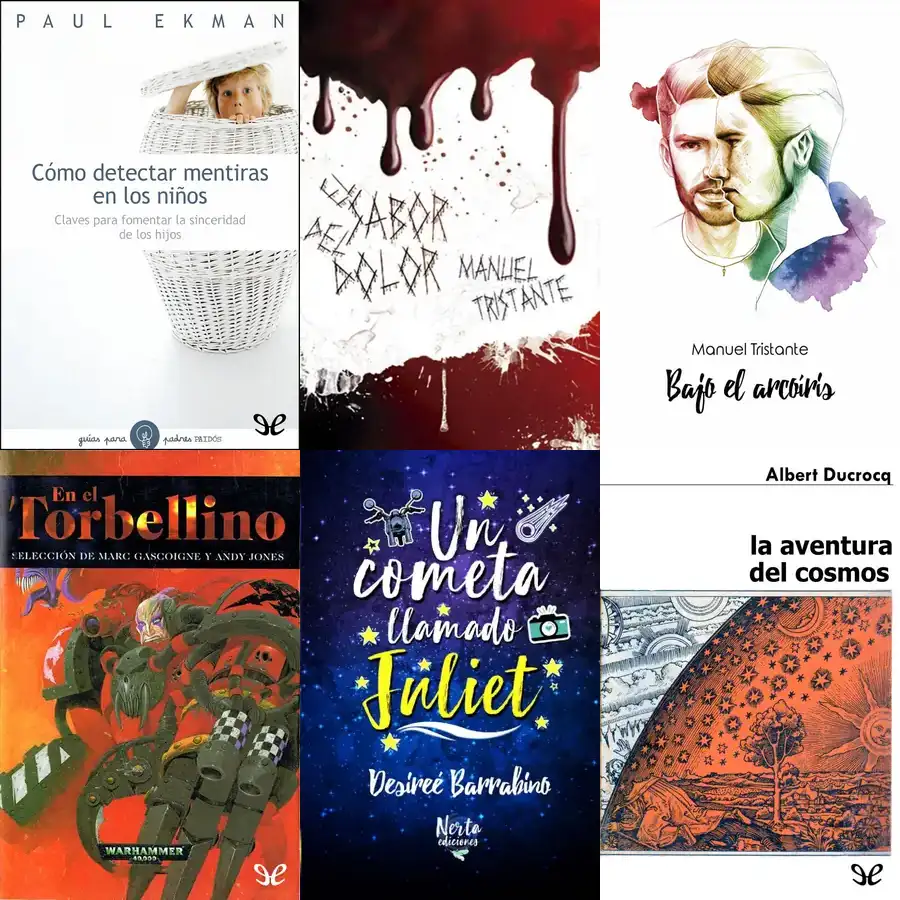 PAUL EKMAN
Cómo detectar mentiras
en los niños
Claves para fomentar la sinceridad
de los hijos
guías para padres PAIDÓS
EL SABOR
DEL
DOLOR
MANUEL
TRISTANTE
Manuel Tristante
Bajo el arcoíris
En el
Torbellino
SELECCIÓN DE MARC GASCOIGNE Y ANDY JONES
WARHAMMER
40,000
Un
cometa
llamado
Juliet
Desireé Barrabino
Nerta
ediciones
Albert Ducrocq
la aventura
del cosmos